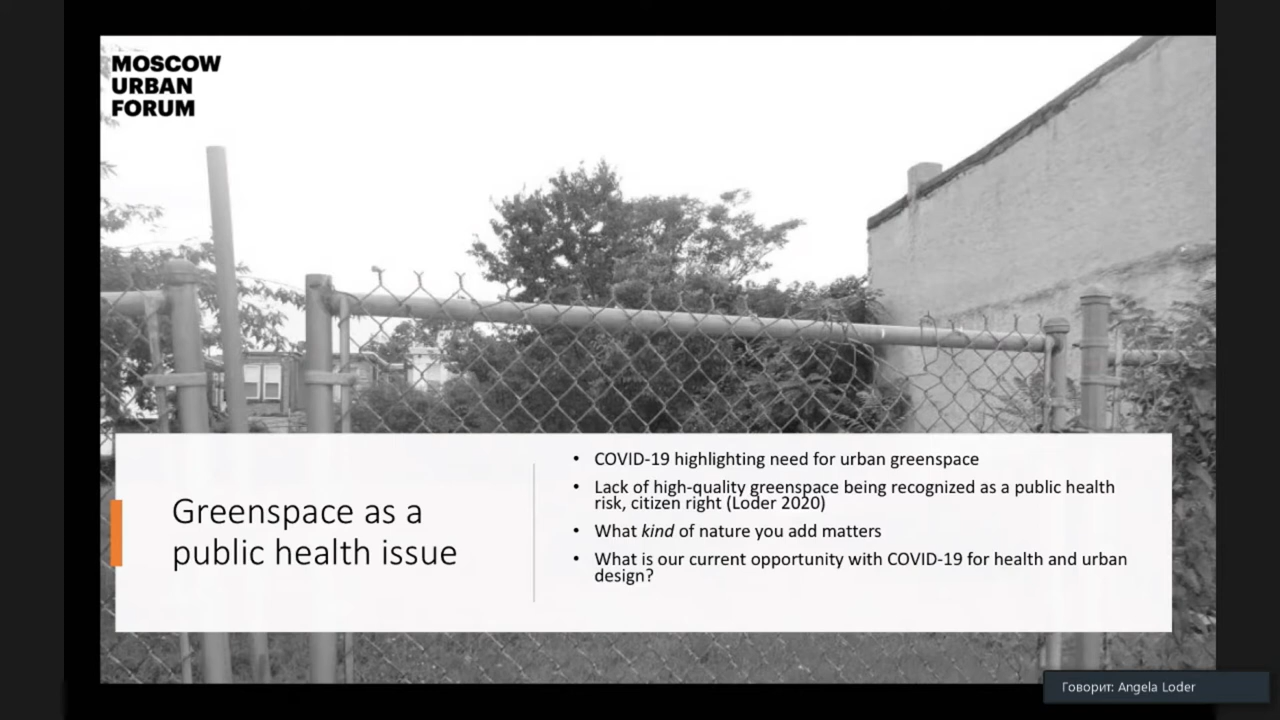 MOSCOW
URBAN
FORUM
Greenspace as a
public health issue
• COVID-19 highlighting need for urban greenspace
• Lack of high-quality greenspace being recognized as a public health
risk, citizen right (Loder 2020)
• What kind of nature you add matters
• What is our current opportunity with COVID-19 for health and urban
design?
Говорит: Angela Loder